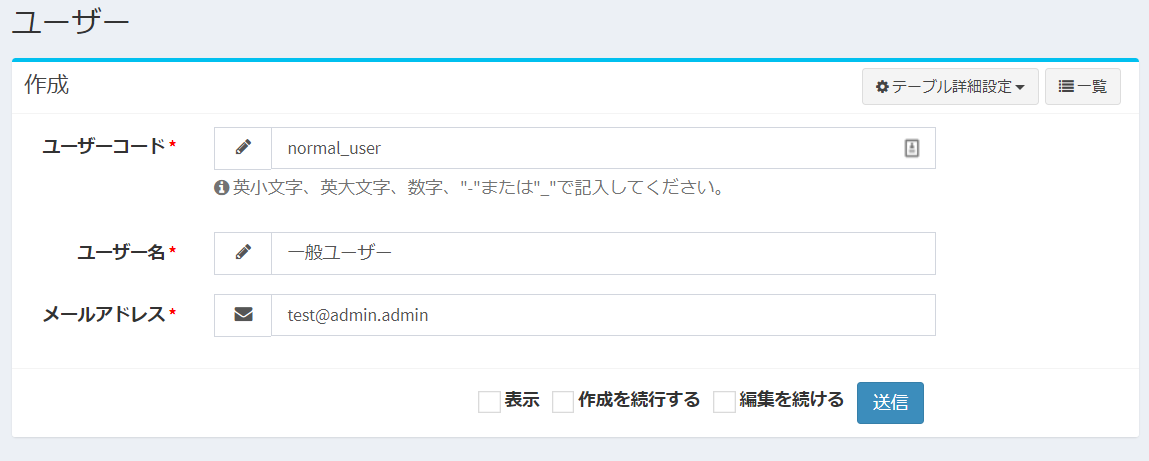 ユーザー
作成
テーブル詳細設定 一覧
ユーザーコード* normal_user
英小文字、英大文字、数字、"-"または"_"で記入してください。
ユーザー名* 一般ユーザー
メールアドレス* test@admin.admin
表示 作成を続行する 編集を続ける 送信